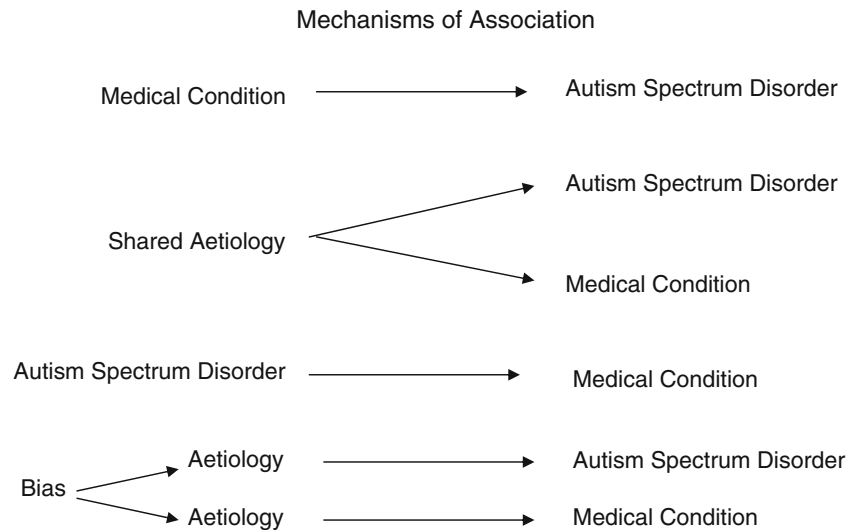 Mechanisms of Association
Medical Condition
Autism Spectrum Disorder
Shared Aetiology
Autism Spectrum Disorder
Medical Condition
Autism Spectrum Disorder
Medical Condition
Bias
Aetiology
Autism Spectrum Disorder
Aetiology
Medical Condition